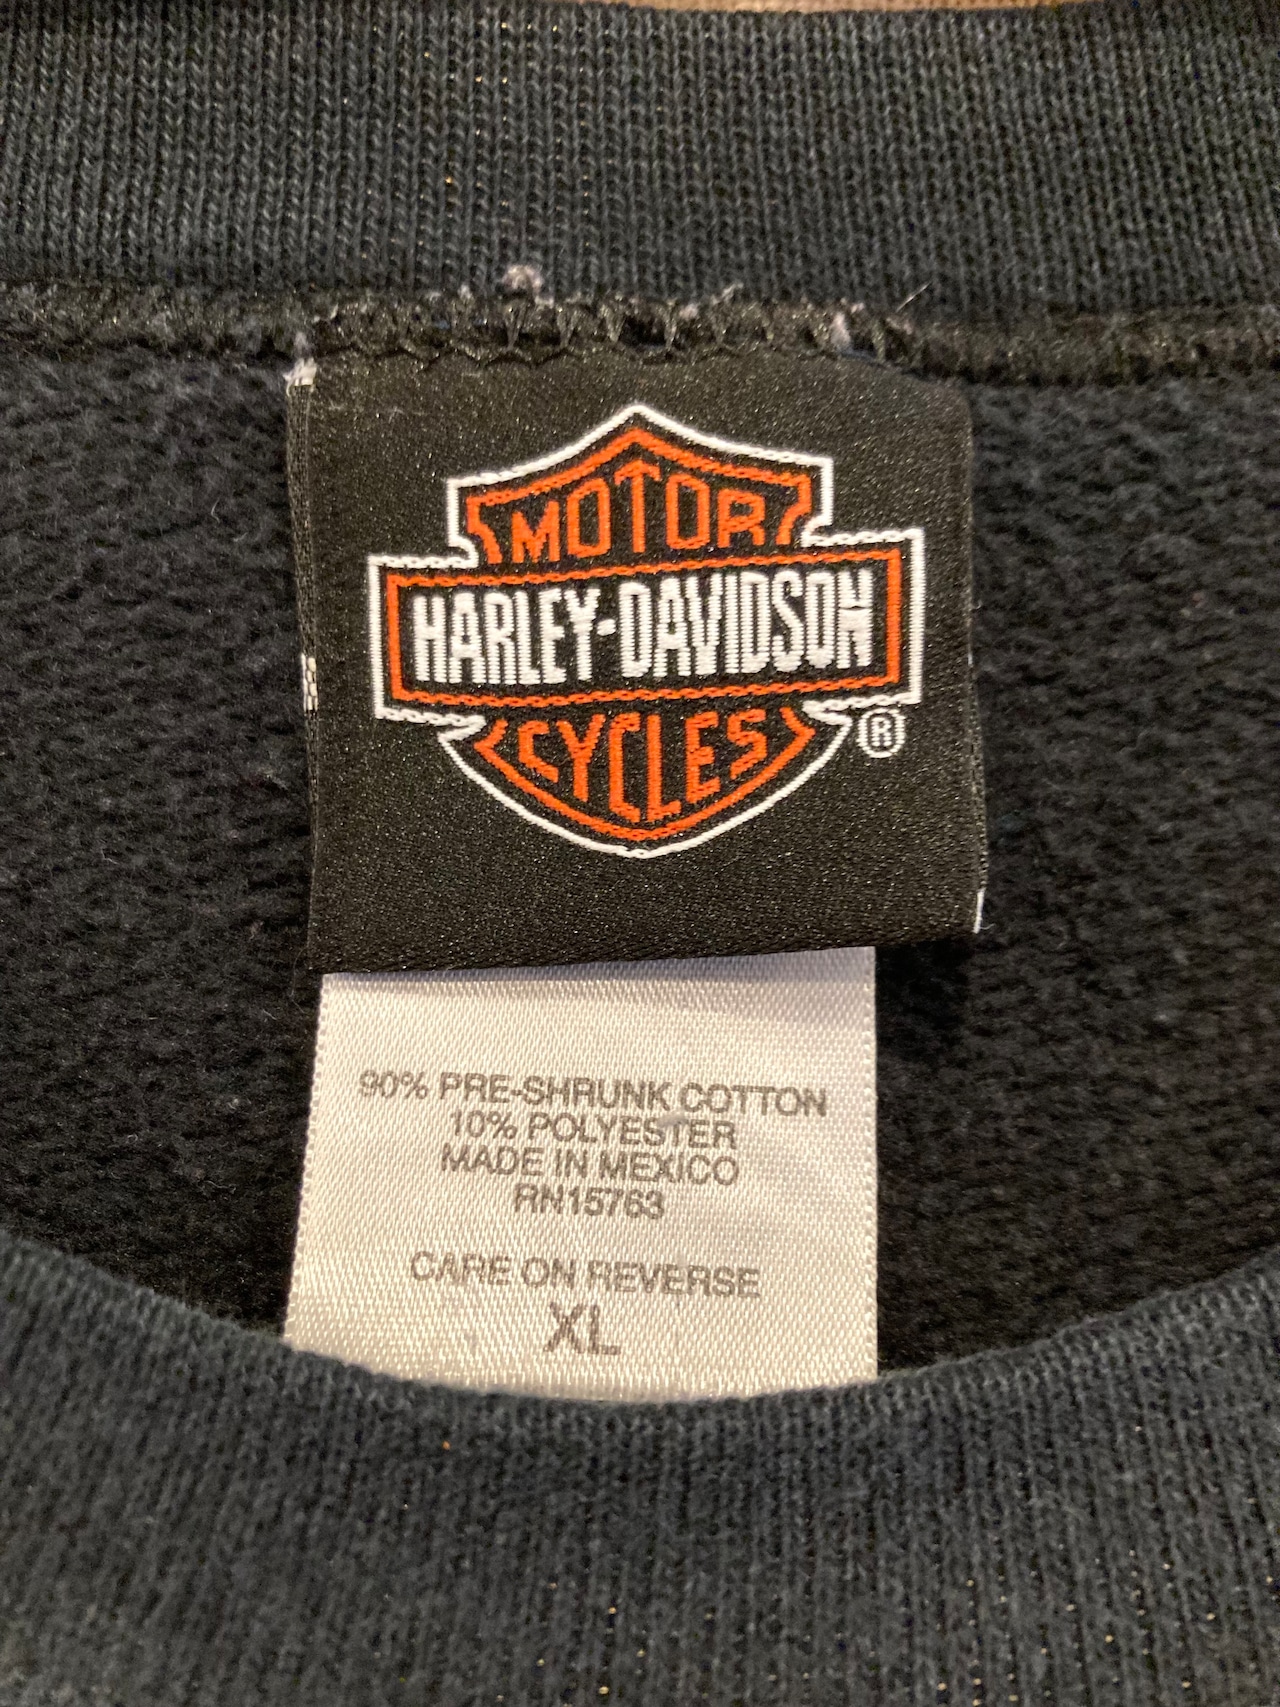 MOTOR
HARLEY-DAVIDSON
CYCLES
®
90% PRE-SHRUNK COTTON
10% POLYESTER
MADE IN MEXICO
RN15763
CARE ON REVERSE
XL